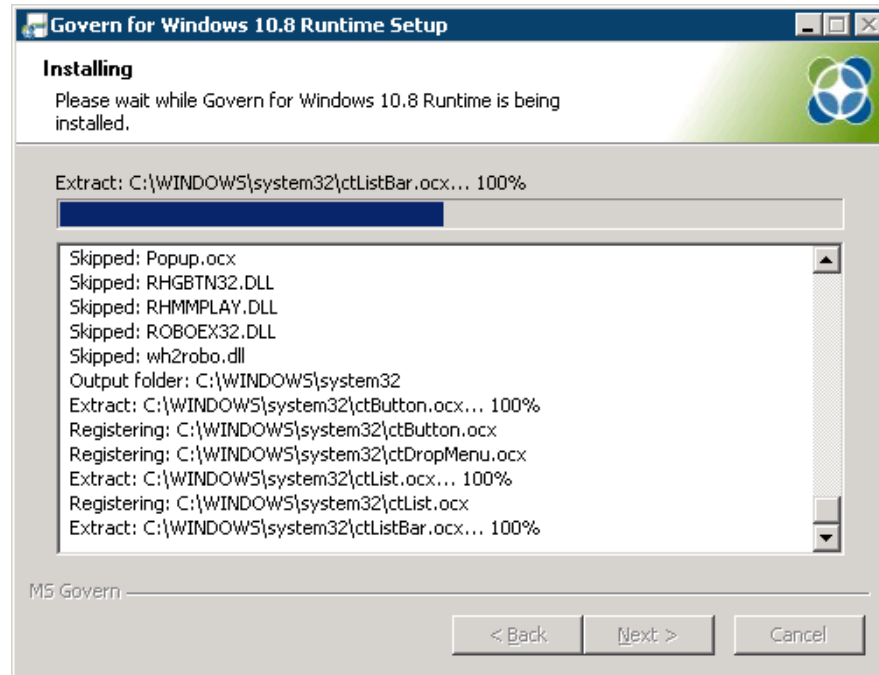 Govern for Windows 10.8 Runtime Setup
Installing
Please wait while Govern for Windows 10.8 Runtime is being
installed.
Extract: C:\WINDOWS\system32\ctListBar.ocx... 100%
Skipped: Popup.ocx
Skipped: RHGBTN32.DLL
Skipped: RHMMPLAY.DLL
Skipped: ROBOEX32.DLL
Skipped: wh2robo.dll
Output folder: C:\WINDOWS\system32
Extract: C:\WINDOWS\system32\ctButton.ocx... 100%
Registering: C:\WINDOWS\system32\ctButton.ocx
Registering: C:\WINDOWS\system32\ctDropMenu.ocx
Extract: C:\WINDOWS\system32\ctList.ocx... 100%
Registering: C:\WINDOWS\system32\ctList.ocx
Extract: C:\WINDOWS\system32\ctListBar.ocx... 100%
MS Govern
< Back Next > Cancel